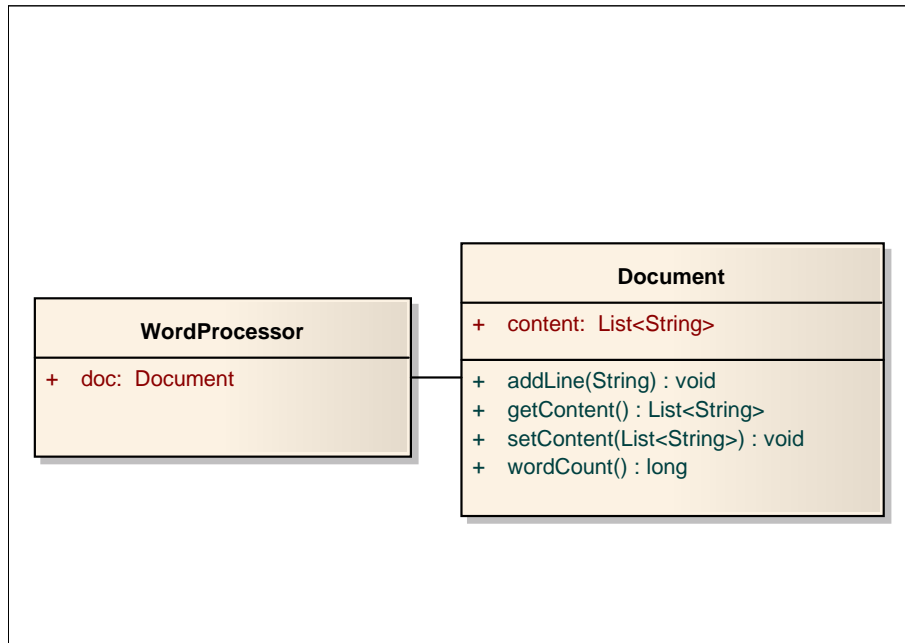 WordProcessor
+ doc: Document
Document
+ content: List<String>
+ addLine(String) : void
+ getContent() : List<String>
+ setContent(List<String>) : void
+ wordCount() : long